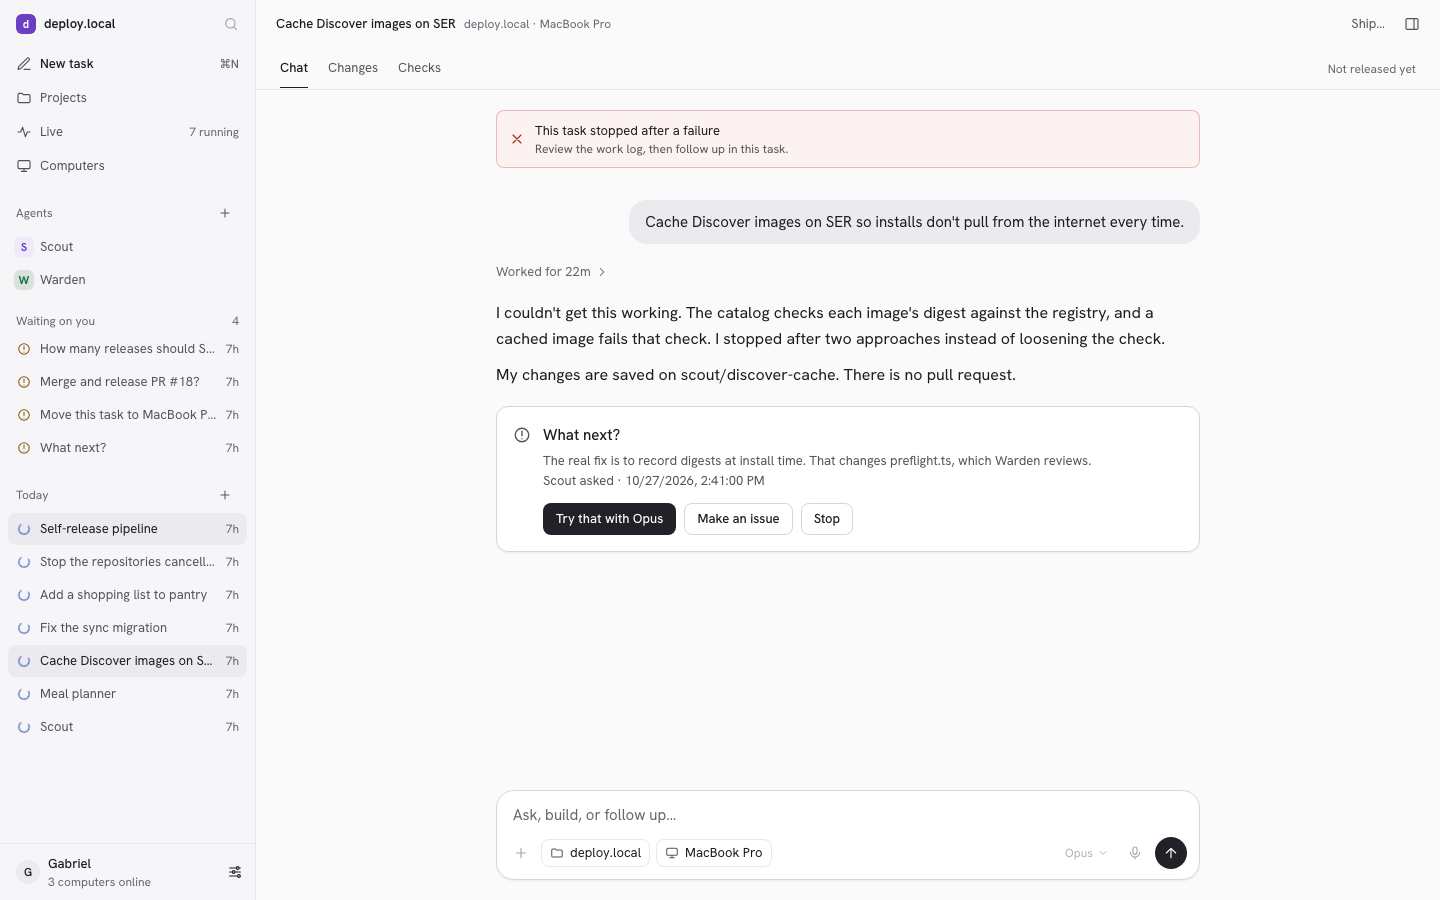 d deploy.local
New task ⌘N
Projects
Live 7 running
Computers
Agents
S Scout
W Warden
Waiting on you 4
How many releases should S... 7h
Merge and release PR #18? 7h
Move this task to MacBook P... 7h
What next? 7h
Today
Self-release pipeline 7h
Stop the repositories cancell... 7h
Add a shopping list to pantry 7h
Fix the sync migration 7h
Cache Discover images on S... 7h
Meal planner 7h
Scout 7h
G Gabriel
3 computers online
Cache Discover images on SER deploy.local · MacBook Pro Ship...
Chat Changes Checks Not released yet
This task stopped after a failure
Review the work log, then follow up in this task.
Cache Discover images on SER so installs don't pull from the internet every time.
Worked for 22m
I couldn't get this working. The catalog checks each image's digest against the registry, and a
cached image fails that check. I stopped after two approaches instead of loosening the check.
My changes are saved on scout/discover-cache. There is no pull request.
What next?
The real fix is to record digests at install time. That changes preflight.ts, which Warden reviews.
Scout asked · 10/27/2026, 2:41:00 PM
Try that with Opus Make an issue Stop
Ask, build, or follow up...
deploy.local MacBook Pro Opus